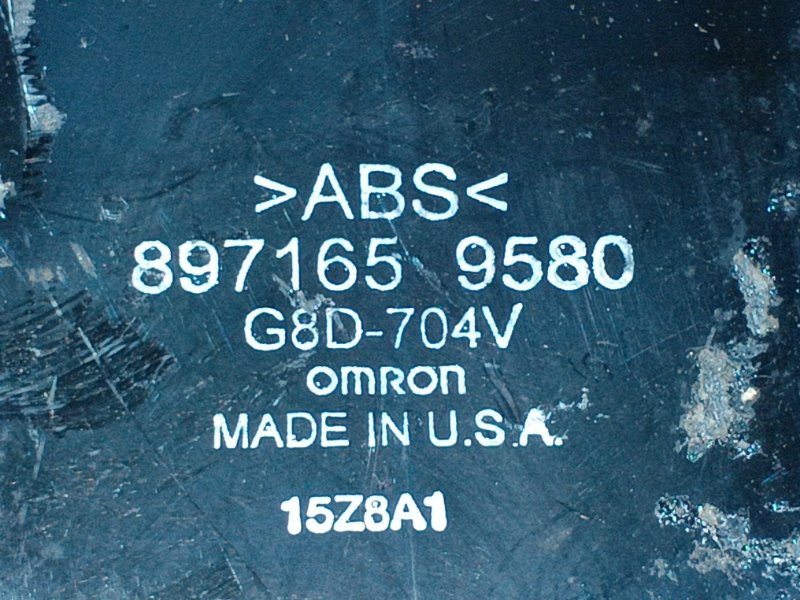 >ABS<
897165 9580
G8D-704V
omron
MADE IN U.S.A.
15Z8A1